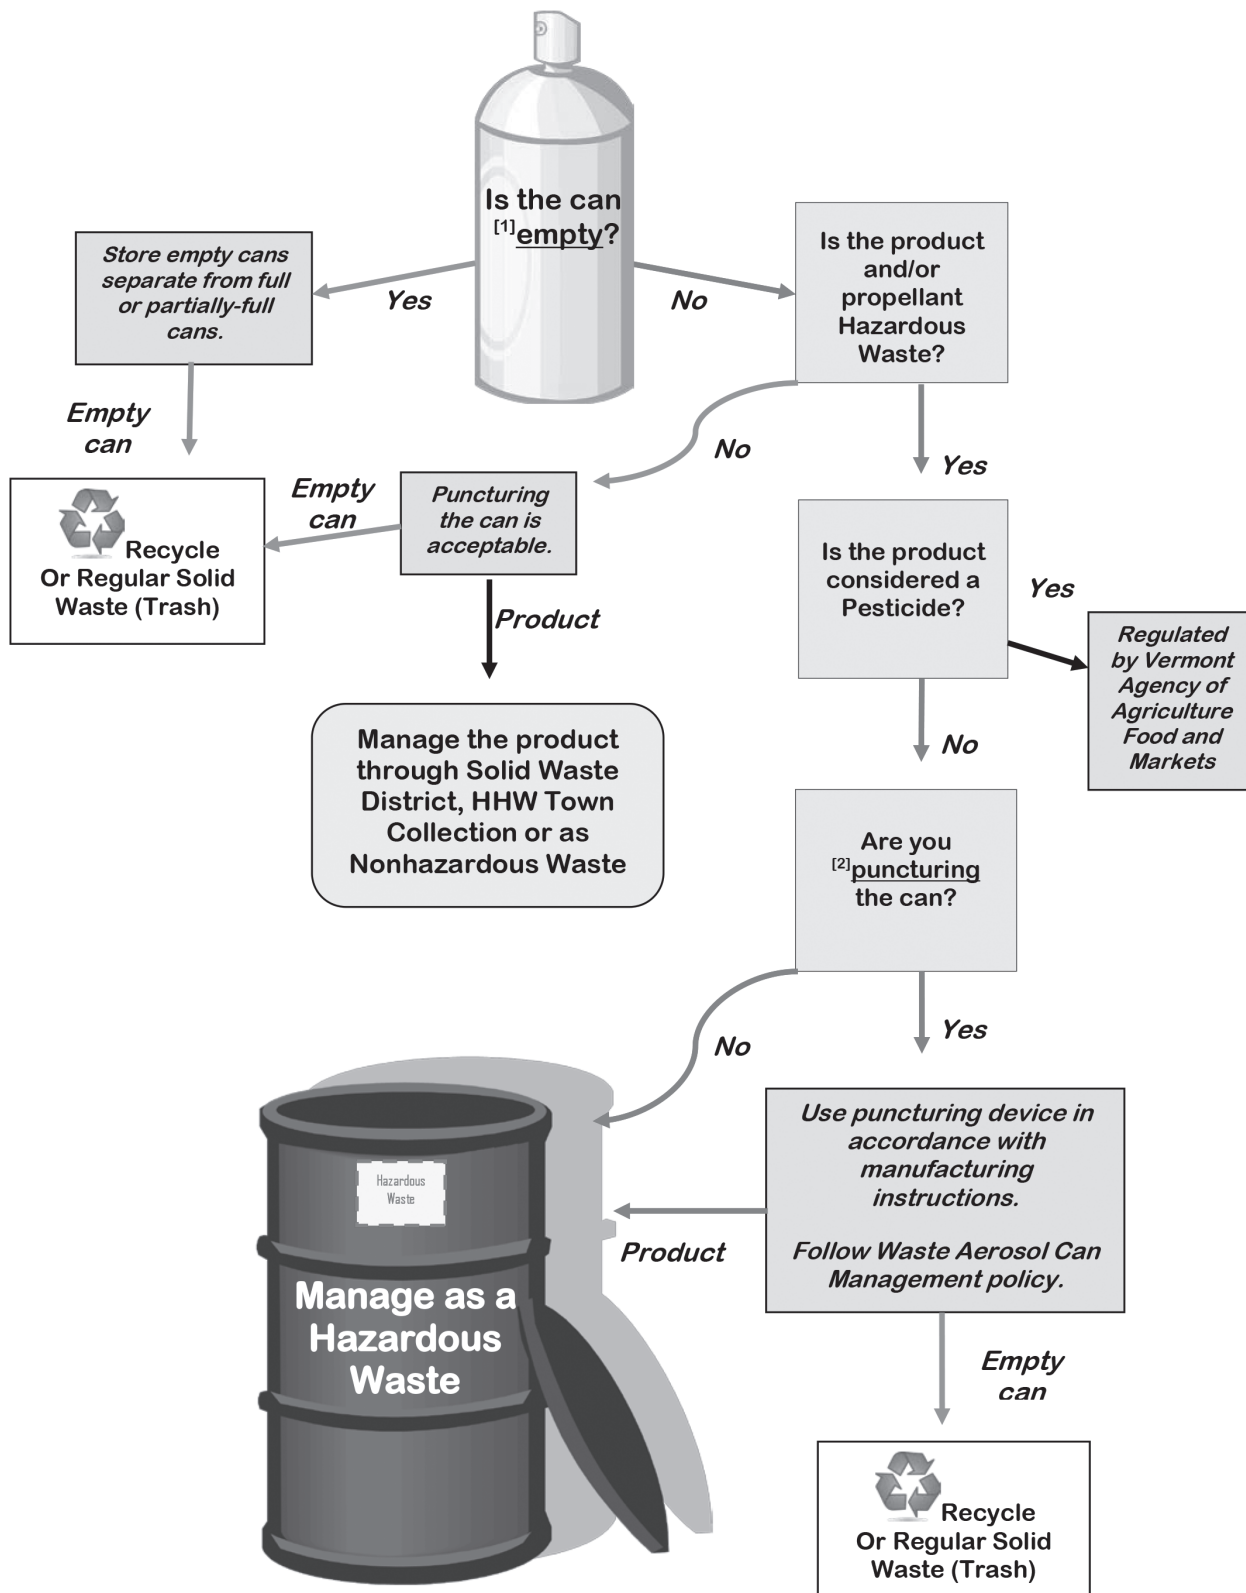 Is the can
[1]empty?
Store empty cans
separate from full
or partially-full
cans.
Yes
No
Is the product
and/or
propellant
Hazardous
Waste?
Empty
can
No
Yes
Recycle
Or Regular Solid
Waste (Trash)
Empty
can
Puncturing
the can is
acceptable.
Product
Is the product
considered a
Pesticide?
Yes
Regulated
by Vermont
Agency of
Agriculture
Food and
Markets
Manage the product
through Solid Waste
District, HHW Town
Collection or as
Nonhazardous Waste
No
Are you
[2]puncturing
the can?
No
Yes
Use puncturing device in
accordance with
manufacturing
instructions.
Follow Waste Aerosol Can
Management policy.
Product
Hazardous
Waste
Manage as a
Hazardous
Waste
Empty
can
Recycle
Or Regular Solid
Waste (Trash)